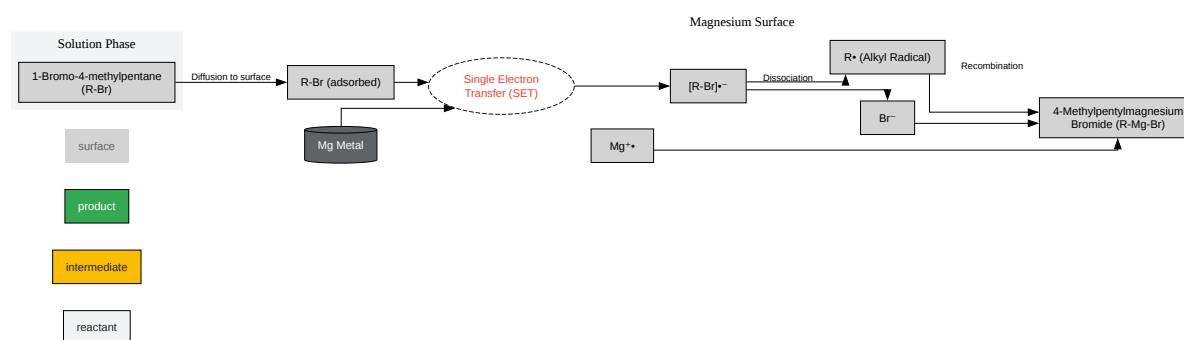 Magnesium Surface
Solution Phase
1-Bromo-4-methylpentane
(R-Br)
Diffusion to surface
R-Br (adsorbed)
Single Electron
Transfer (SET)
Mg Metal
[R-Br]•⁻
Dissociation
R• (Alkyl Radical)
Recombination
Br⁻
Mg⁺•
4-Methylpentylmagnesium
Bromide (R-Mg-Br)
surface
product
intermediate
reactant